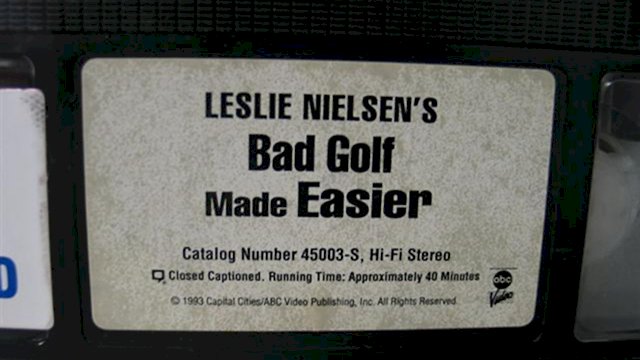 LESLIE NIELSEN'S
Bad Golf
Made Easier
Catalog Number 45003-S, Hi-Fi Stereo
Closed Captioned. Running Time: Approximately 40 Minutes
abc
Video
© 1993 Capital Cities/ABC Video Publishing, Inc. All Rights Reserved.
D